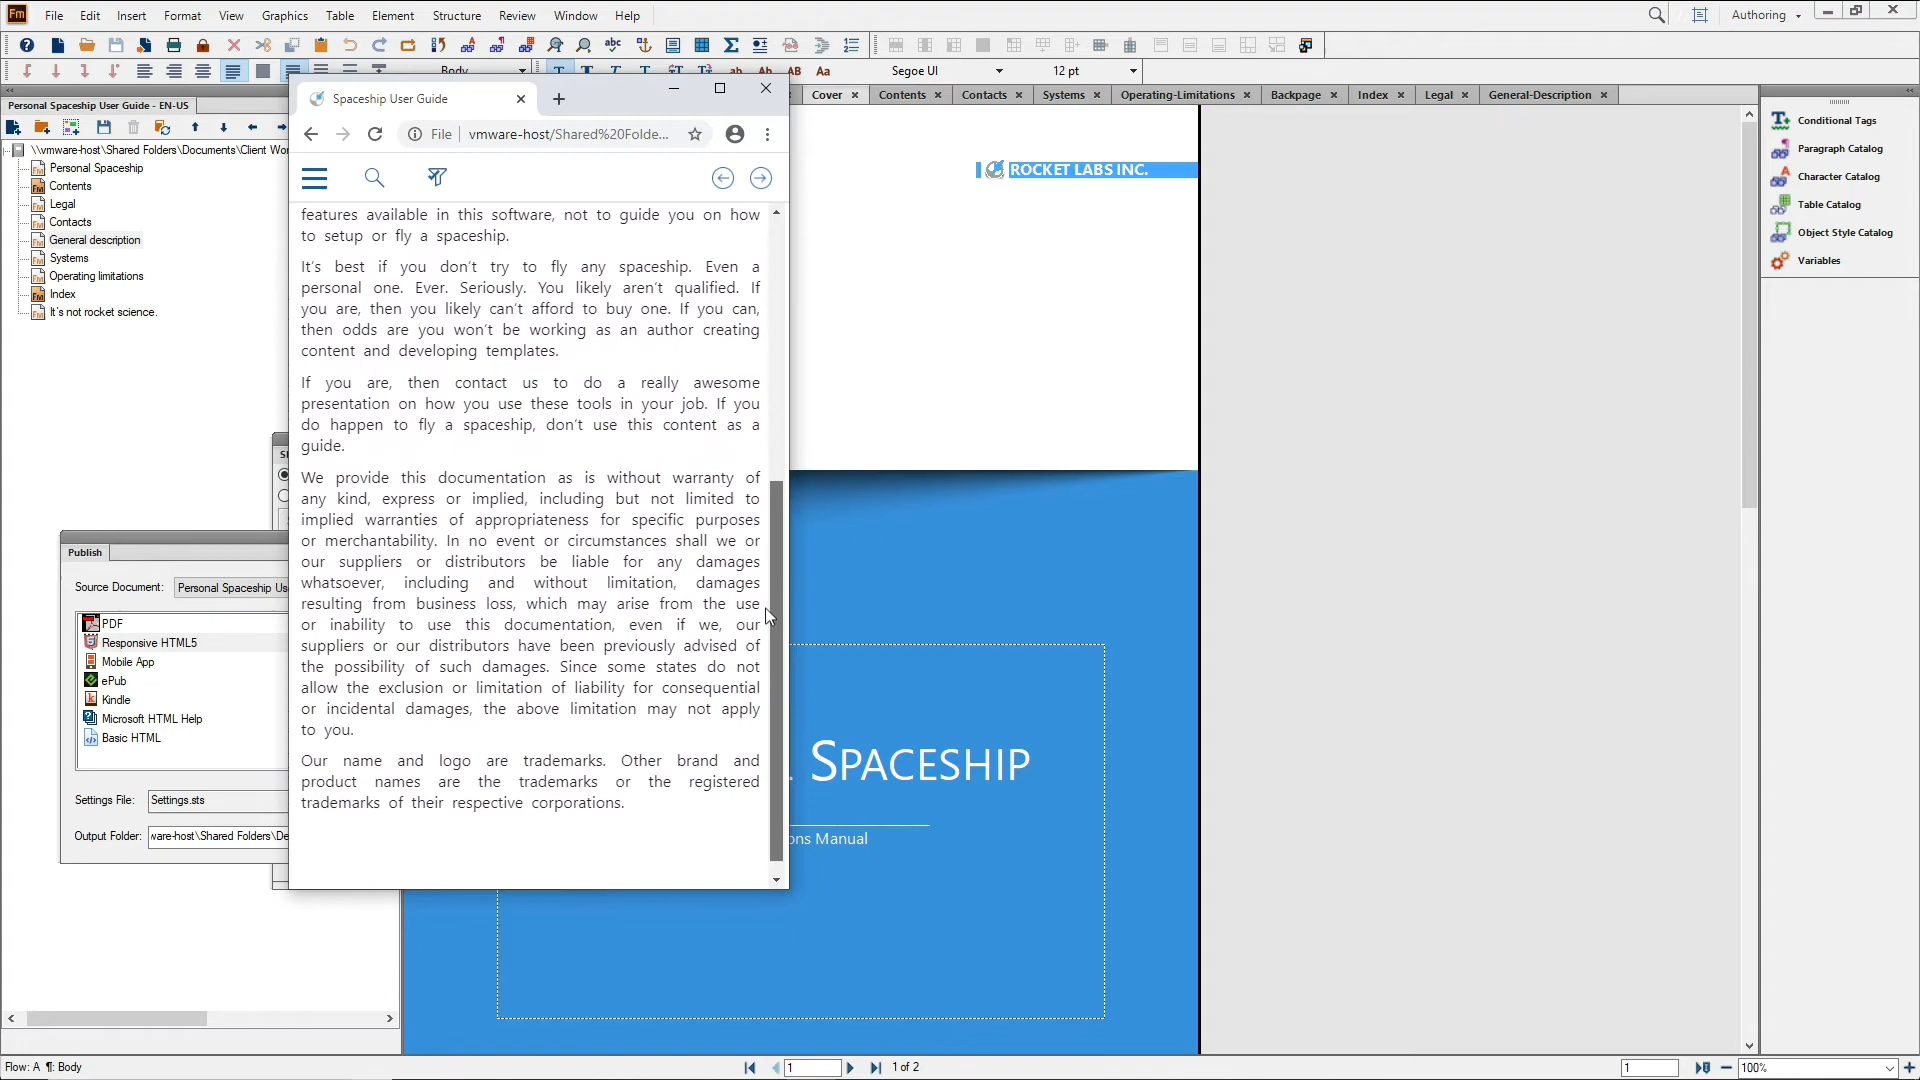 Fm File Edit Insert Format View Graphics Table Element Structure Review Window Help Authoring
Body Segoe UI 12 pt
Personal Spaceship User Guide - EN-US
\\vmware-host\Shared Folders\Documents\Client Wor
Personal Spaceship
Contents
Legal
Contacts
General description
Systems
Operating limitations
Index
It's not rocket science.
Publish
Source Document: Personal Spaceship Us
PDF
Responsive HTML5
Mobile App
ePub
Kindle
Microsoft HTML Help
Basic HTML
Settings File: Settings.sts
Output Folder: ware-host\Shared Folders\De
Spaceship User Guide
File vmware-host/Shared%20Folde...
features available in this software, not to guide you on how
to setup or fly a spaceship.
It's best if you don't try to fly any spaceship. Even a
personal one. Ever. Seriously. You likely aren't qualified. If
you are, then you likely can't afford to buy one. If you can,
then odds are you won't be working as an author creating
content and developing templates.
If you are, then contact us to do a really awesome
presentation on how you use these tools in your job. If you
do happen to fly a spaceship, don't use this content as a
guide.
We provide this documentation as is without warranty of
any kind, express or implied, including but not limited to
implied warranties of appropriateness for specific purposes
or merchantability. In no event or circumstances shall we or
our suppliers or distributors be liable for any damages
whatsoever, including and without limitation, damages
resulting from business loss, which may arise from the use
or inability to use this documentation, even if we, our
suppliers or our distributors have been previously advised of
the possibility of such damages. Since some states do not
allow the exclusion or limitation of liability for consequential
or incidental damages, the above limitation may not apply
to you.
Our name and logo are trademarks. Other brand and
product names are the trademarks or the registered
trademarks of their respective corporations.
Cover Contents Contacts Systems Operating-Limitations Backpage Index Legal General-Description
ROCKET LABS INC.
SPACESHIP
ons Manual
Conditional Tags
Paragraph Catalog
Character Catalog
Table Catalog
Object Style Catalog
Variables
Flow: A ¶: Body 1 1 of 2 1 100%